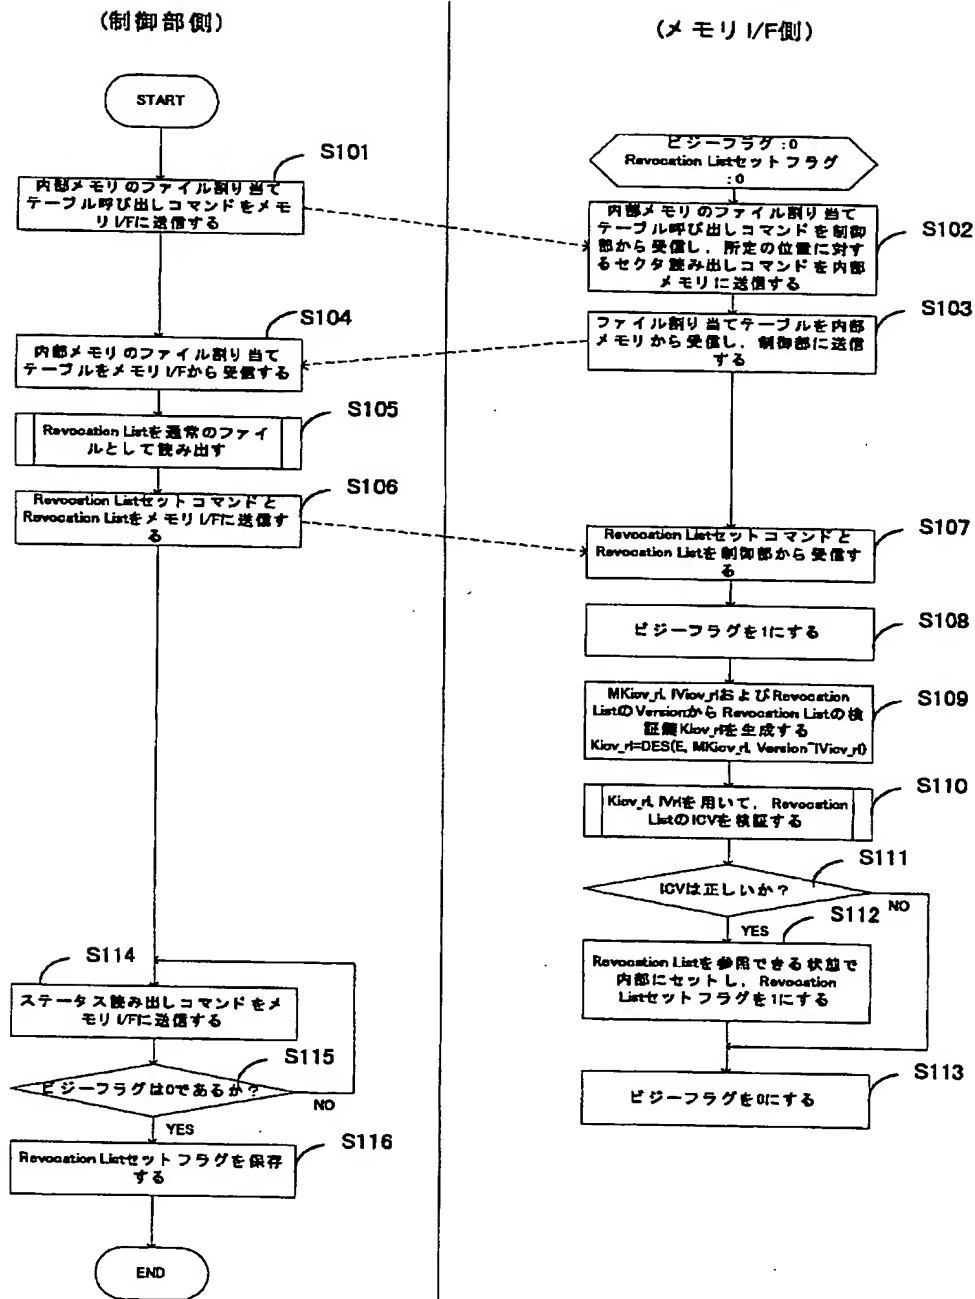 (制御部側)
START
S101
内部メモリのファイル割り当て
テーブル呼び出しコマンドをメモ
リI/Fに送信する
S104
内部メモリのファイル割り当て
テーブルをメモリI/Fから受信する
S105
Revocation Listを通常のファイ
ルとして読み出す
S106
Revocation Listセットコマンドと
Revocation ListをメモリI/Fに送信す
る
S114
ステータス読み出しコマンドをメ
モリI/Fに送信する
S115
ビジーフラグは0であるか?
NO
YES
S116
Revocation Listセットフラグを保存
する
END
(メモリI/F側)
ビジーフラグ:0
Revocation Listセットフラグ
:0
S102
内部メモリのファイル割り当て
テーブル呼び出しコマンドを制御
部から受信し、所定の位置に対す
るセクタ読み出しコマンドを内部
メモリに送信する
S103
ファイル割り当てテーブルを内部
メモリから受信し、制御部に送信
する
S107
Revocation Listセットコマンドと
Revocation Listを制御部から受信す
る
S108
ビジーフラグを1にする
S109
MKicv_rl, IVicv_rlおよびRevocation
ListのVersionからRevocation Listの検
証鍵Kicv_rlを生成する
Kicv_rl=DES(E, MKicv_rl, Version^IVicv_rl)
S110
Kicv_rl, IVrlを用いて、Revocation
ListのICVを検証する
S111
ICVは正しいか?
NO
YES
S112
Revocation Listを参照できる状態で
内部にセットし、Revocation
Listセットフラグを1にする
S113
ビジーフラグを0にする